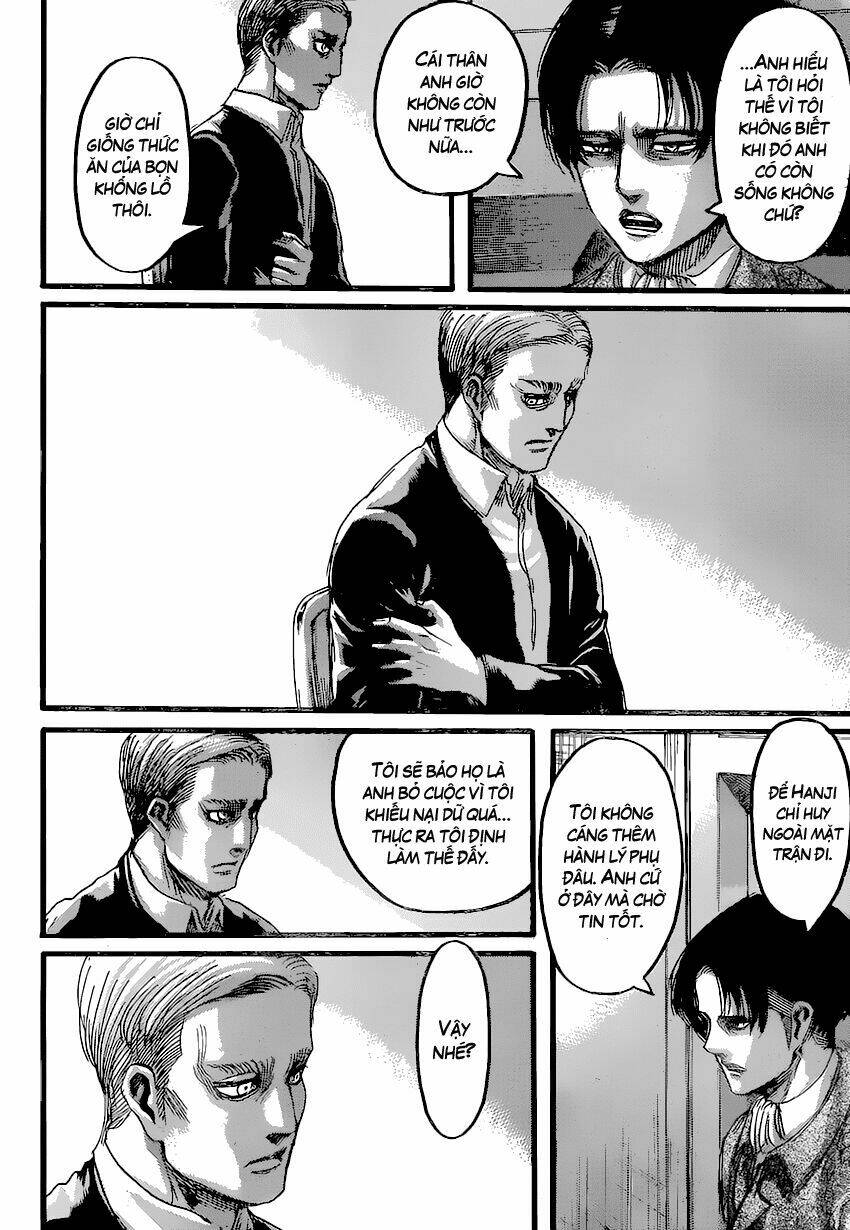 ...ANH HIỂU
LÀ TÔI HỎI
THẾ VÌ TÔI
KHÔNG BIẾT
KHI ĐÓ ANH
CÓ CÒN
SỐNG KHÔNG
CHỨ?
CÁI THÂN
ANH GIỜ
KHÔNG CÒN
NHƯ TRƯỚC
NỮA...
GIỜ CHỈ
GIỐNG THỨC
ĂN CỦA BỌN
KHỔNG LỒ
THÔI.
ĐỂ HANJI
CHỈ HUY
NGOÀI MẶT
TRẬN ĐI.
TÔI KHÔNG
CÁNG THÊM
HÀNH LÝ PHỤ
ĐÂU. ANH CỨ
Ở ĐÂY MÀ CHỜ
TIN TỐT.
TÔI SẼ BẢO HỌ LÀ
ANH BỎ CUỘC VÌ TÔI
KHIẾU NẠI DỮ QUÁ...
THỰC RA TÔI ĐỊNH
LÀM THẾ ĐẤY.
VẬY
NHÉ?